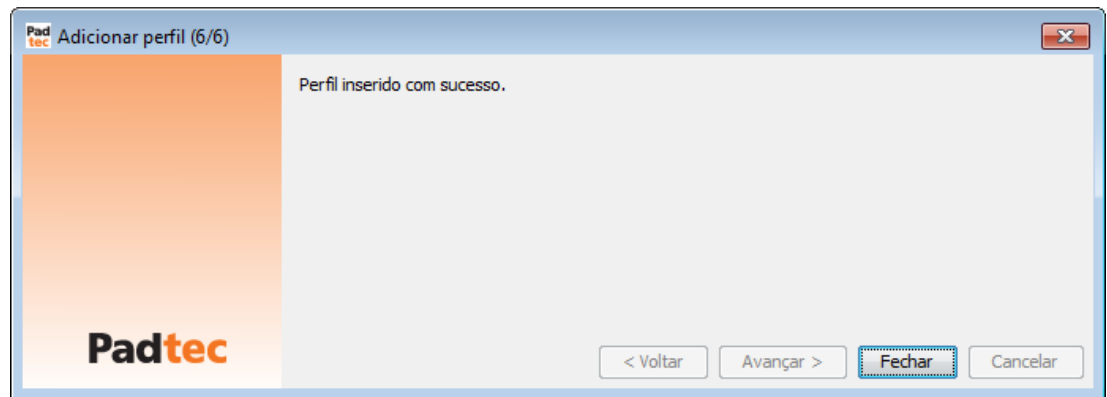 Pad
tec
Adicionar perfil (6/6)
Perfil inserido com sucesso.
Padtec
< Voltar
Avançar >
Fechar
Cancelar